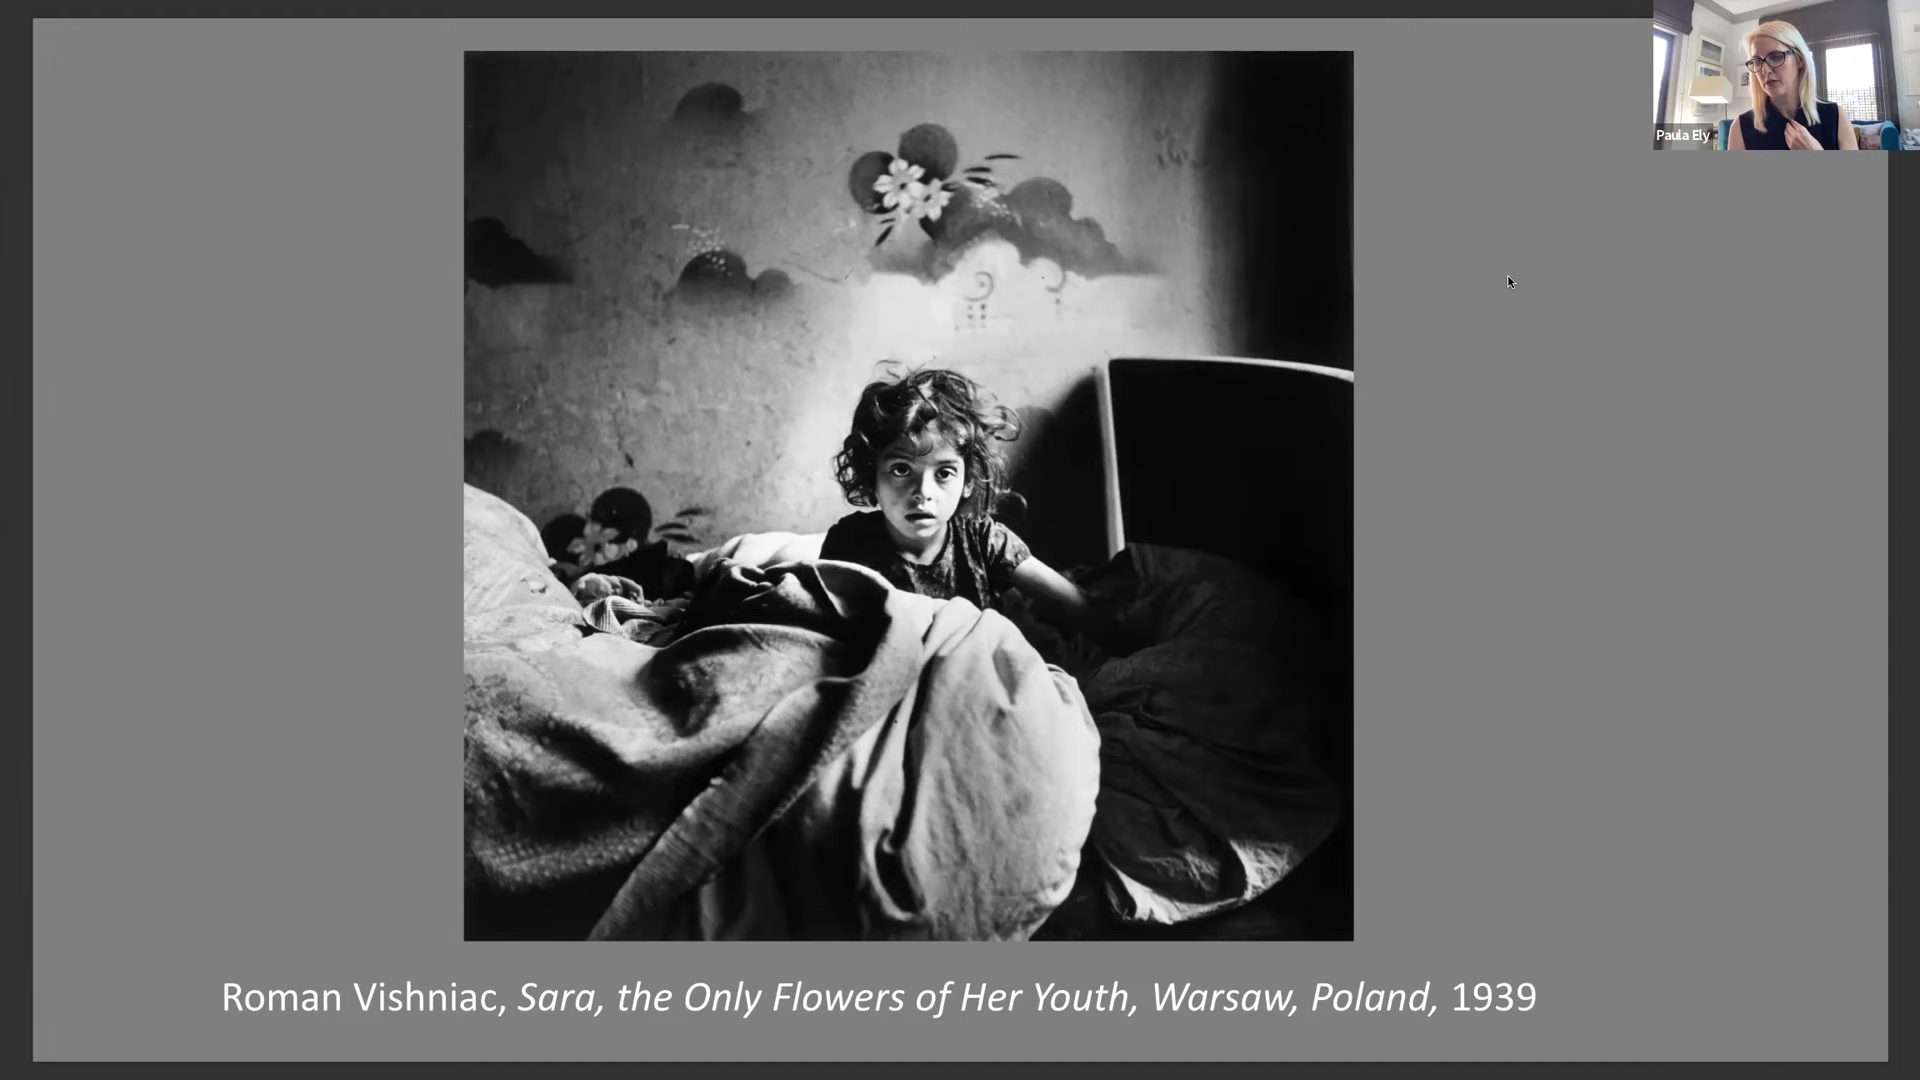 Paula Ely
Roman Vishniac, Sara, the Only Flowers of Her Youth, Warsaw, Poland, 1939